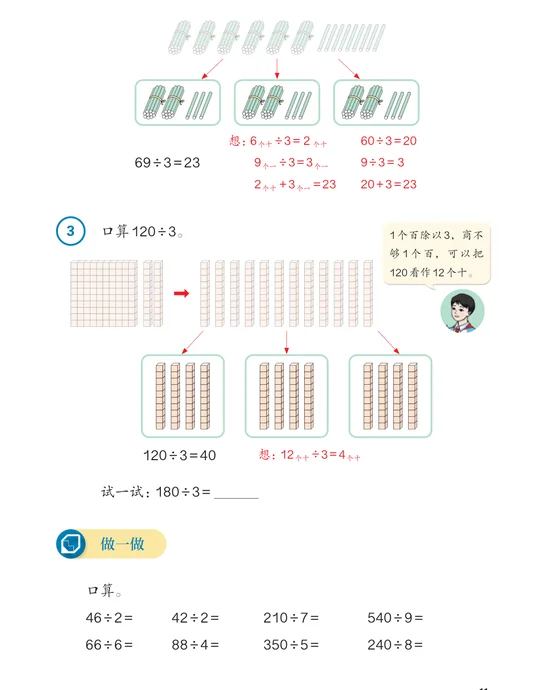 想：6个十÷3=2个十
60÷3=20
69÷3=23
9个一÷3=3个一
9÷3=3
2个十+3个一=23
20+3=23
3 口算120÷3。
1个百除以3，商不
够1个百，可以把
120看作12个十。
120÷3=40
想：12个十÷3=4个十
试一试：180÷3=______
做一做
口算。
46÷2= 42÷2= 210÷7= 540÷9=
66÷6= 88÷4= 350÷5= 240÷8=